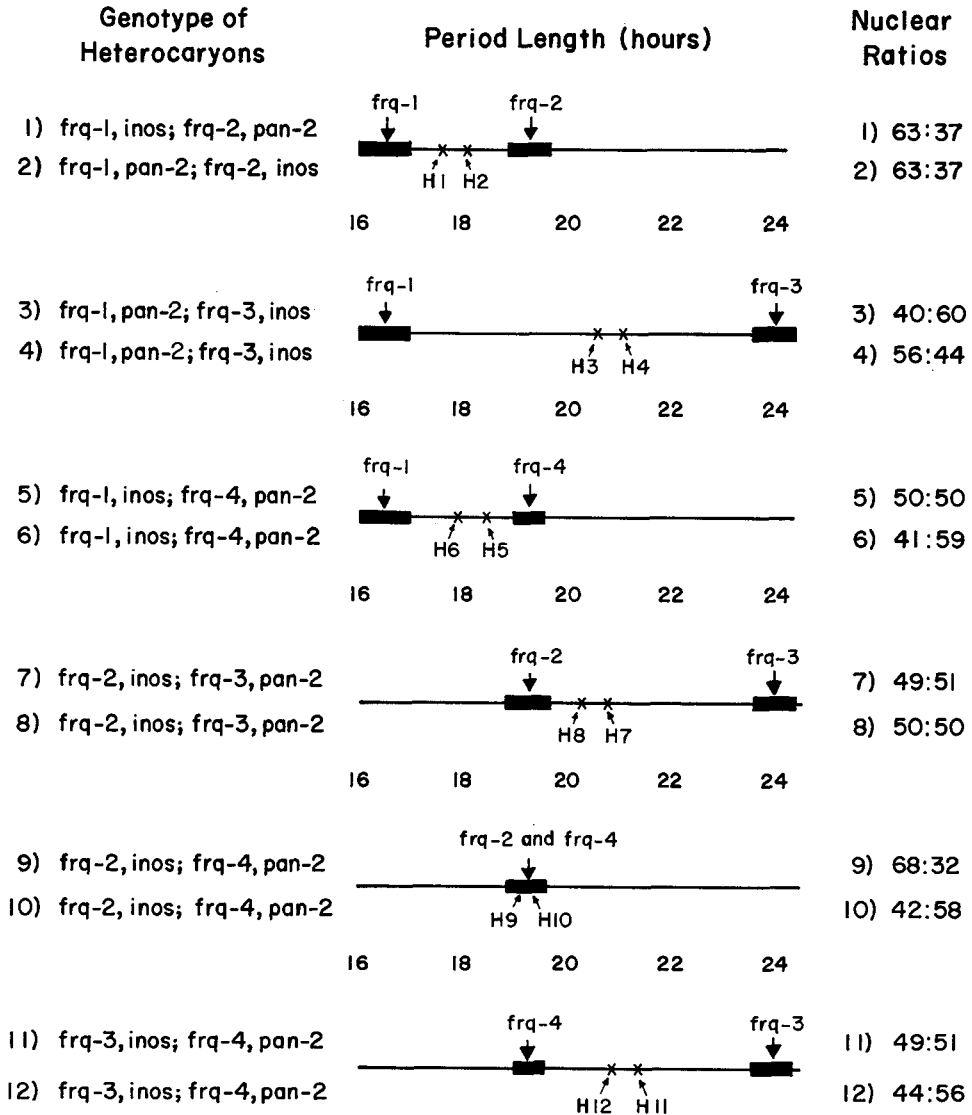 Genotype of
Heterocaryons
Period Length (hours)
Nuclear
Ratios
frq-1 frq-2
1) frq-1, inos; frq-2, pan-2 1) 63:37
2) frq-1, pan-2; frq-2, inos 2) 63:37
H1 H2
16 18 20 22 24
frq-1 frq-3
3) frq-1, pan-2; frq-3, inos 3) 40:60
4) frq-1, pan-2; frq-3, inos 4) 56:44
H3 H4
16 18 20 22 24
frq-1 frq-4
5) frq-1, inos; frq-4, pan-2 5) 50:50
6) frq-1, inos; frq-4, pan-2 6) 41:59
H6 H5
16 18 20 22 24
frq-2 frq-3
7) frq-2, inos; frq-3, pan-2 7) 49:51
8) frq-2, inos; frq-3, pan-2 8) 50:50
H8 H7
16 18 20 22 24
frq-2 and frq-4
9) frq-2, inos; frq-4, pan-2 9) 68:32
10) frq-2, inos; frq-4, pan-2 10) 42:58
H9 H10
16 18 20 22 24
frq-4 frq-3
11) frq-3, inos; frq-4, pan-2 11) 49:51
12) frq-3, inos; frq-4, pan-2 12) 44:56
H12 H11